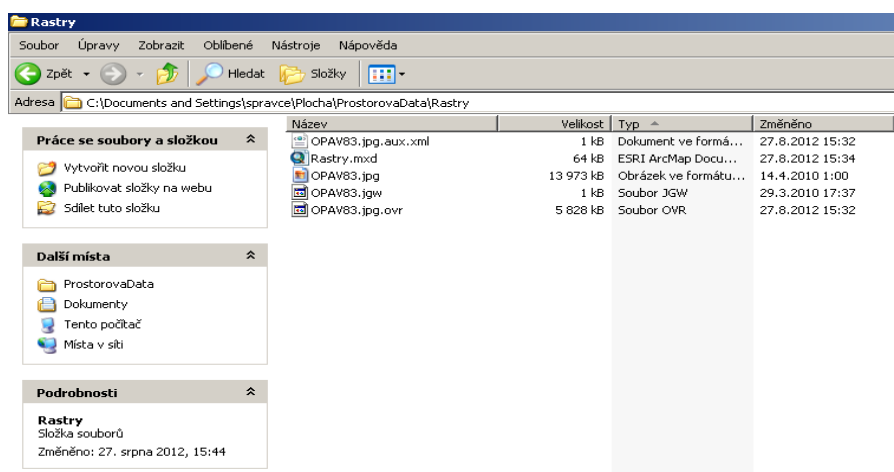 Rastry
Soubor Úpravy Zobrazit Oblíbené Nástroje Nápověda
Zpět Hledat Složky
Adresa C:\Documents and Settings\spravce\Plocha\ProstorovaData\Rastry
Práce se soubory a složkou
Vytvořit novou složku
Publikovat složky na webu
Sdílet tuto složku
Další místa
ProstorovaData
Dokumenty
Tento počítač
Místa v síti
Podrobnosti
Rastry
Složka souborů
Změněno: 27. srpna 2012, 15:44
Název Velikost Typ Změněno
OPAV83.jpg.aux.xml 1 kB Dokument ve formá... 27.8.2012 15:32
Rastry.mxd 64 kB ESRI ArcMap Docu... 27.8.2012 15:34
OPAV83.jpg 13 973 kB Obrázek ve formátu... 14.4.2010 1:00
OPAV83.jgw 1 kB Soubor JGW 29.3.2010 17:37
OPAV83.jpg.ovr 5 828 kB Soubor OVR 27.8.2012 15:32